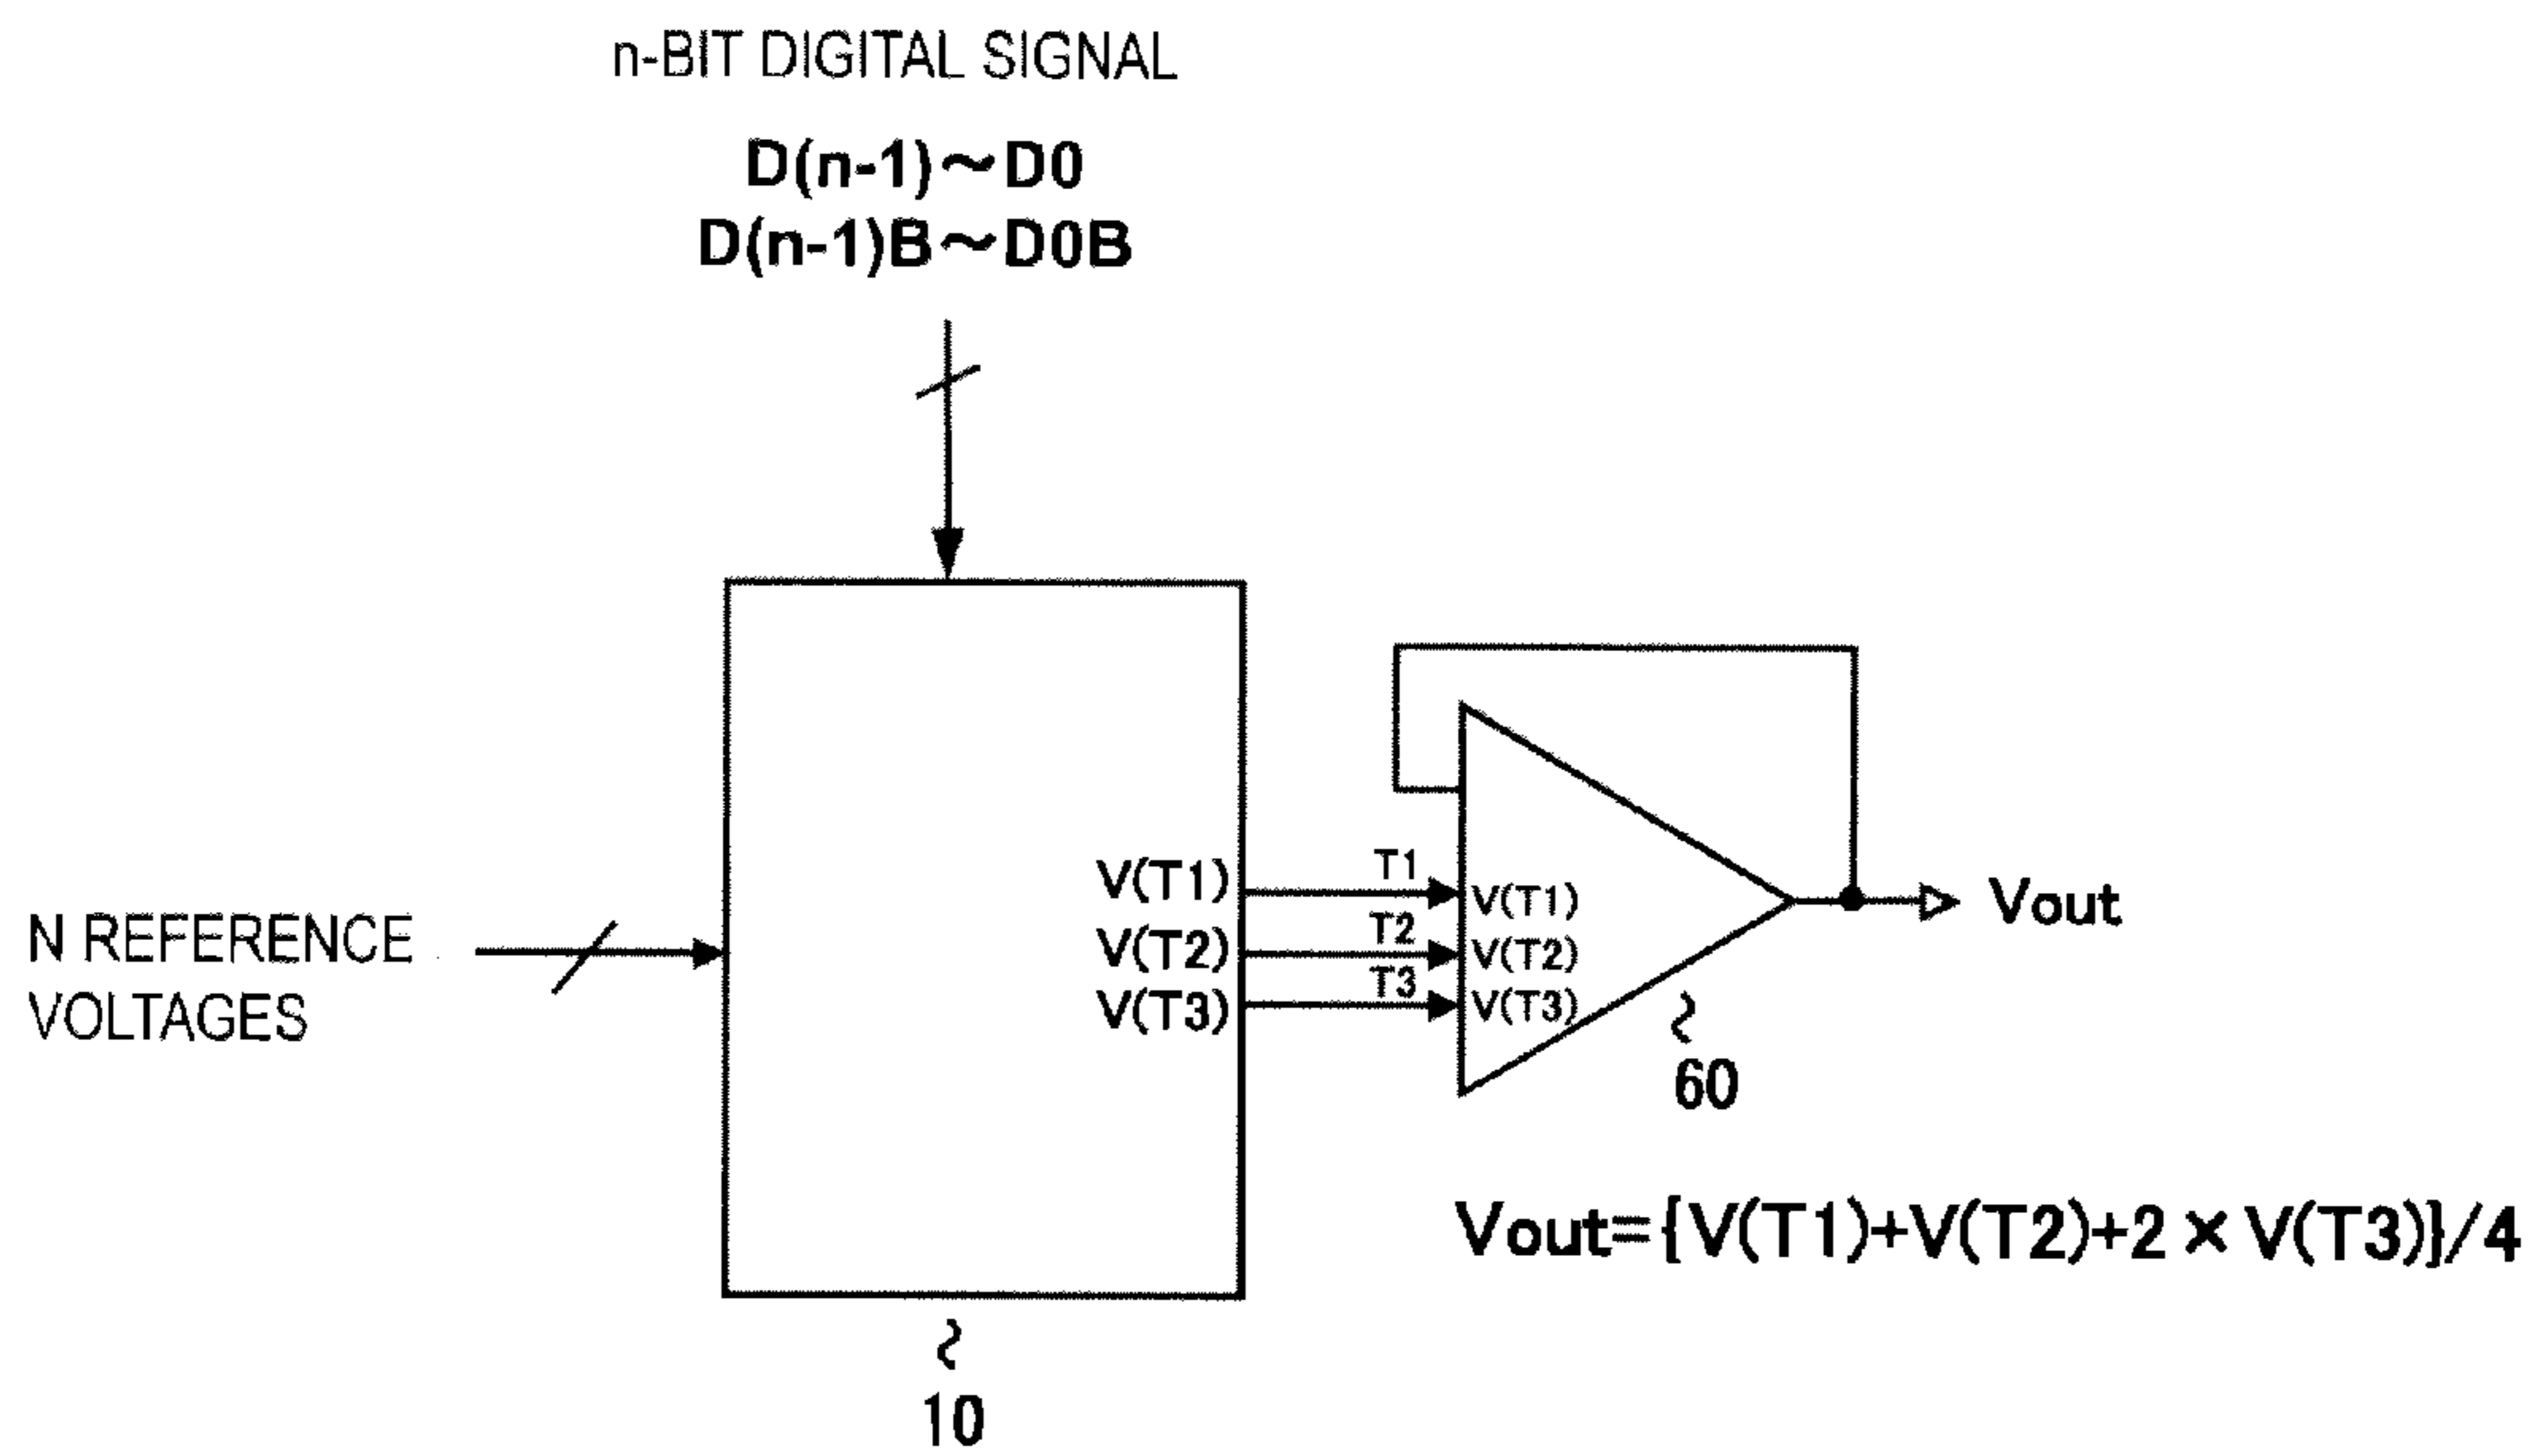 n-BIT DIGITAL SIGNAL
D(n-1)～D0
D(n-1)B～D0B
N REFERENCE
VOLTAGES
V(T1)
V(T2)
V(T3)
T1
T2
T3
V(T1)
V(T2)
V(T3)
Vout
60
Vout={V(T1)+V(T2)+2×V(T3)}/4
10